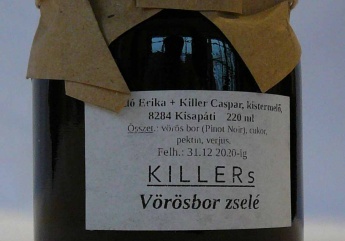 Erika + Killer Caspar, kistermelő,
8284 Kisapáti 220 ml
Összet.: vörös bor (Pinot Noir), cukor,
pektin, verjus.
Felh.: 31.12 2020-ig
KILLERs
Vörösbor zselé